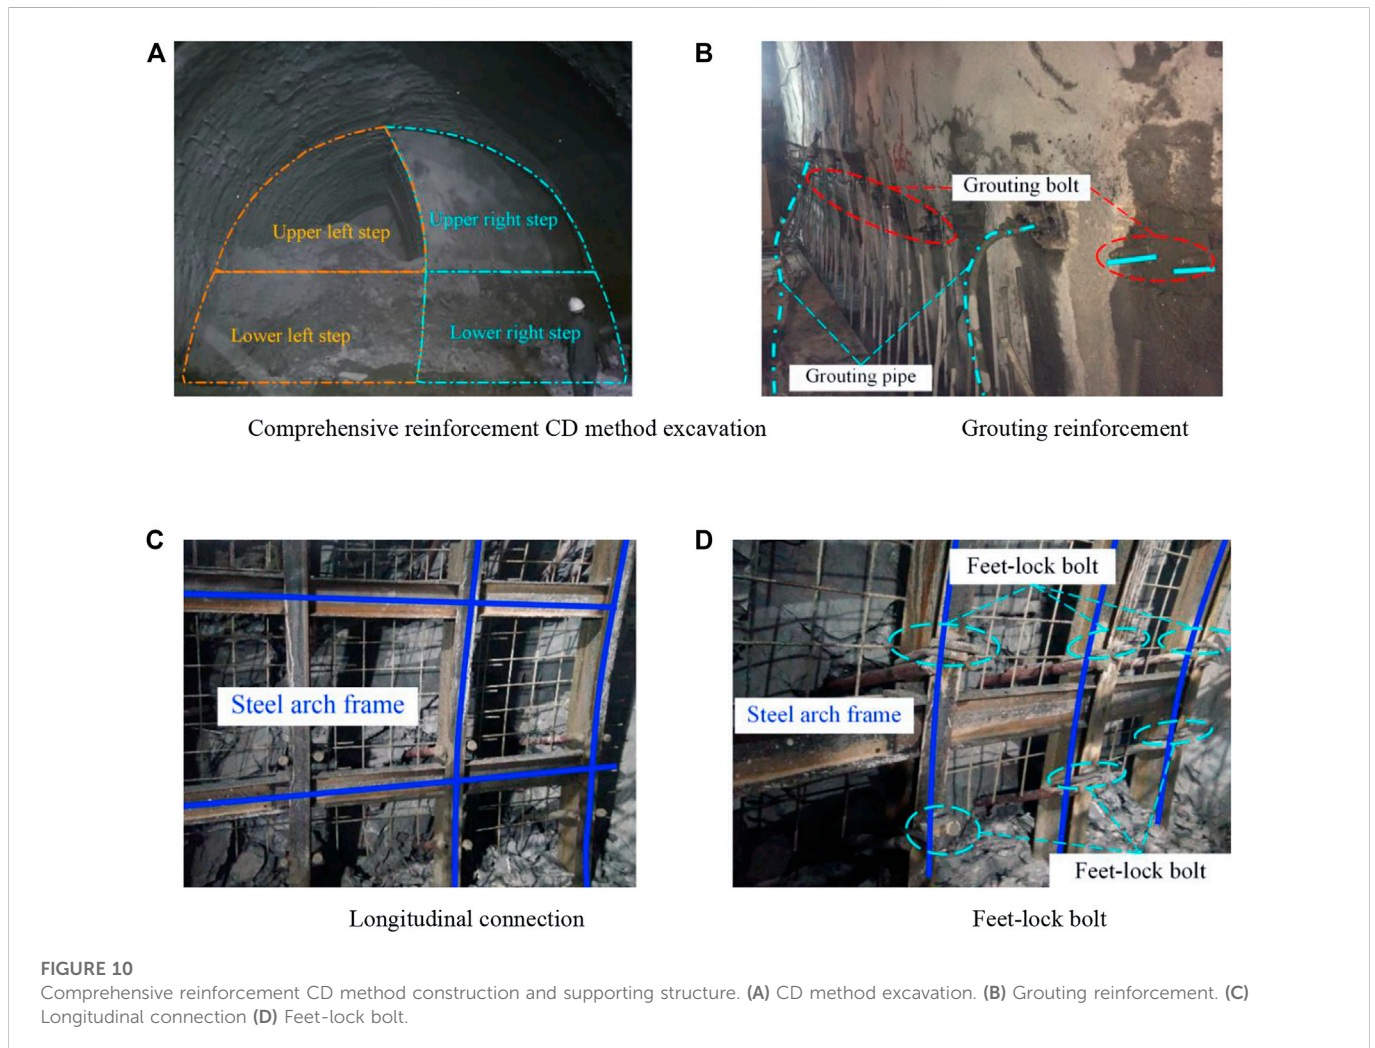 A
Upper left step
Upper right step
Lower left step
Lower right step
Comprehensive reinforcement CD method excavation
B
Grouting bolt
Grouting pipe
Grouting reinforcement
C
Steel arch frame
Longitudinal connection
D
Feet-lock bolt
Steel arch frame
Feet-lock bolt
Feet-lock bolt
FIGURE 10
Comprehensive reinforcement CD method construction and supporting structure. (A) CD method excavation. (B) Grouting reinforcement. (C)
Longitudinal connection (D) Feet-lock bolt.